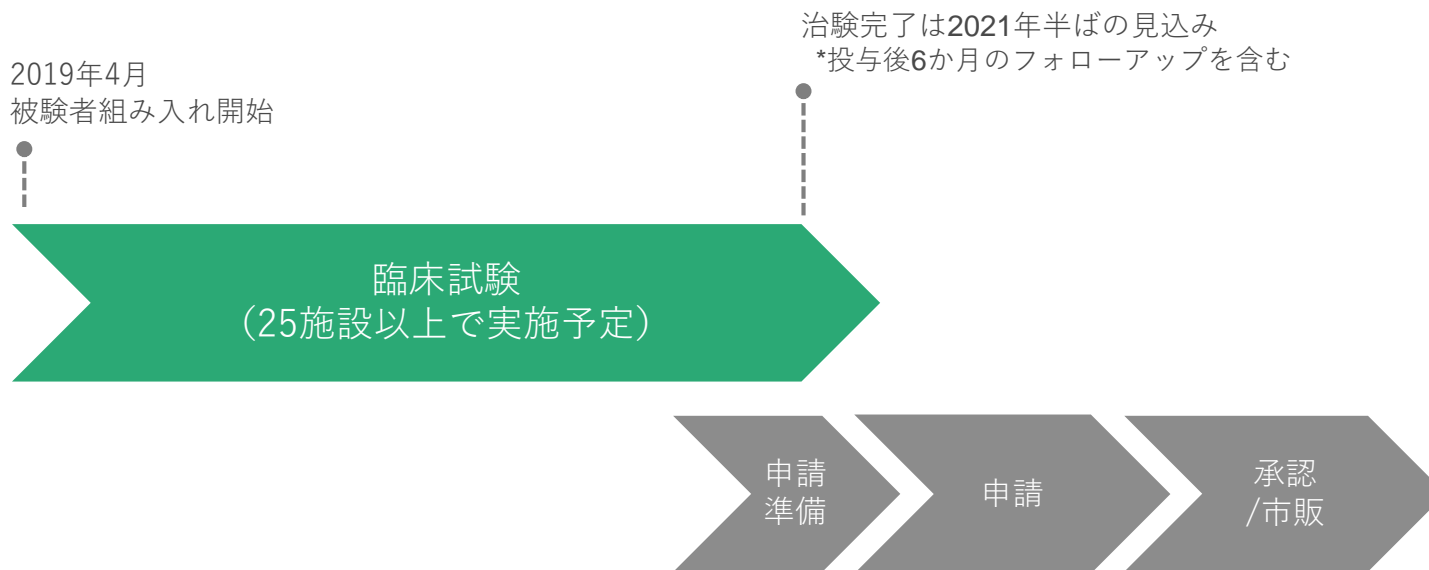 2019年4月
被験者組み入れ開始
治験完了は2021年半ばの見込み
*投与後6か月のフォローアップを含む
臨床試験
（25施設以上で実施予定）
申請
準備
申請
承認
/市販